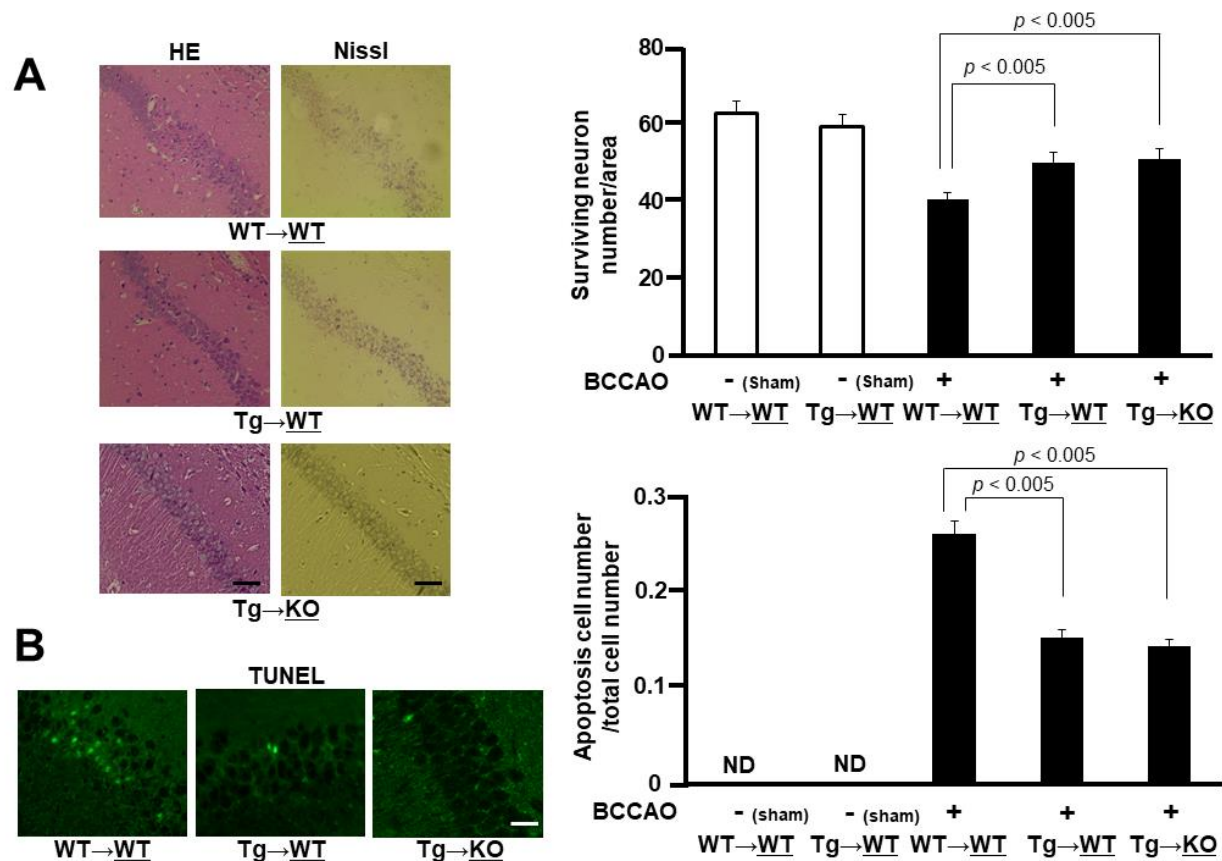 A
HE
Nissl
WT→WT
Tg→WT
Tg→KO
p < 0.005
p < 0.005
80
60
40
20
0
Surviving neuron
number/area
BCCAO
- (Sham) - (Sham) + + +
WT→WT Tg→WT WT→WT Tg→WT Tg→KO
B
TUNEL
WT→WT Tg→WT Tg→KO
p < 0.005
p < 0.005
0.3
0.2
0.1
0
Apoptosis cell number
/total cell number
ND ND
BCCAO
- (sham) - (sham) + + +
WT→WT Tg→WT WT→WT Tg→WT Tg→KO